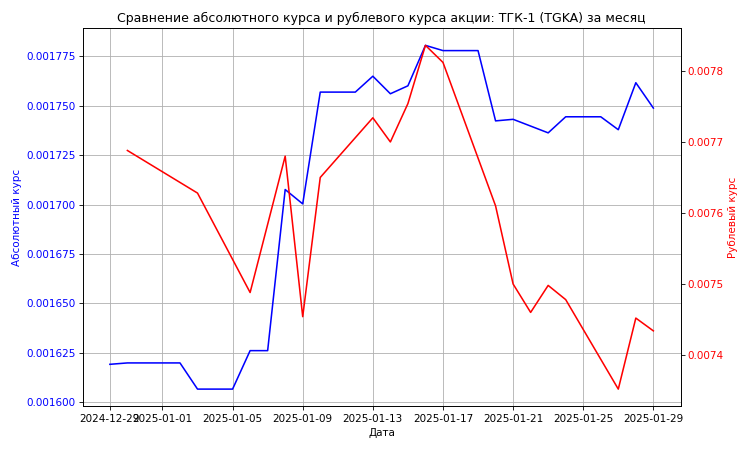 Сравнение абсолютного курса и рублевого курса акции: ТГК-1 (TGKA) за месяц
0.001775
0.001750
0.001725
0.001700
0.001675
0.001650
0.001625
0.001600
Абсолютный курс
0.0078
0.0077
0.0076
0.0075
0.0074
Рублевый курс
2024-12-29 2025-01-01 2025-01-05 2025-01-09 2025-01-13 2025-01-17 2025-01-21 2025-01-25 2025-01-29
Дата